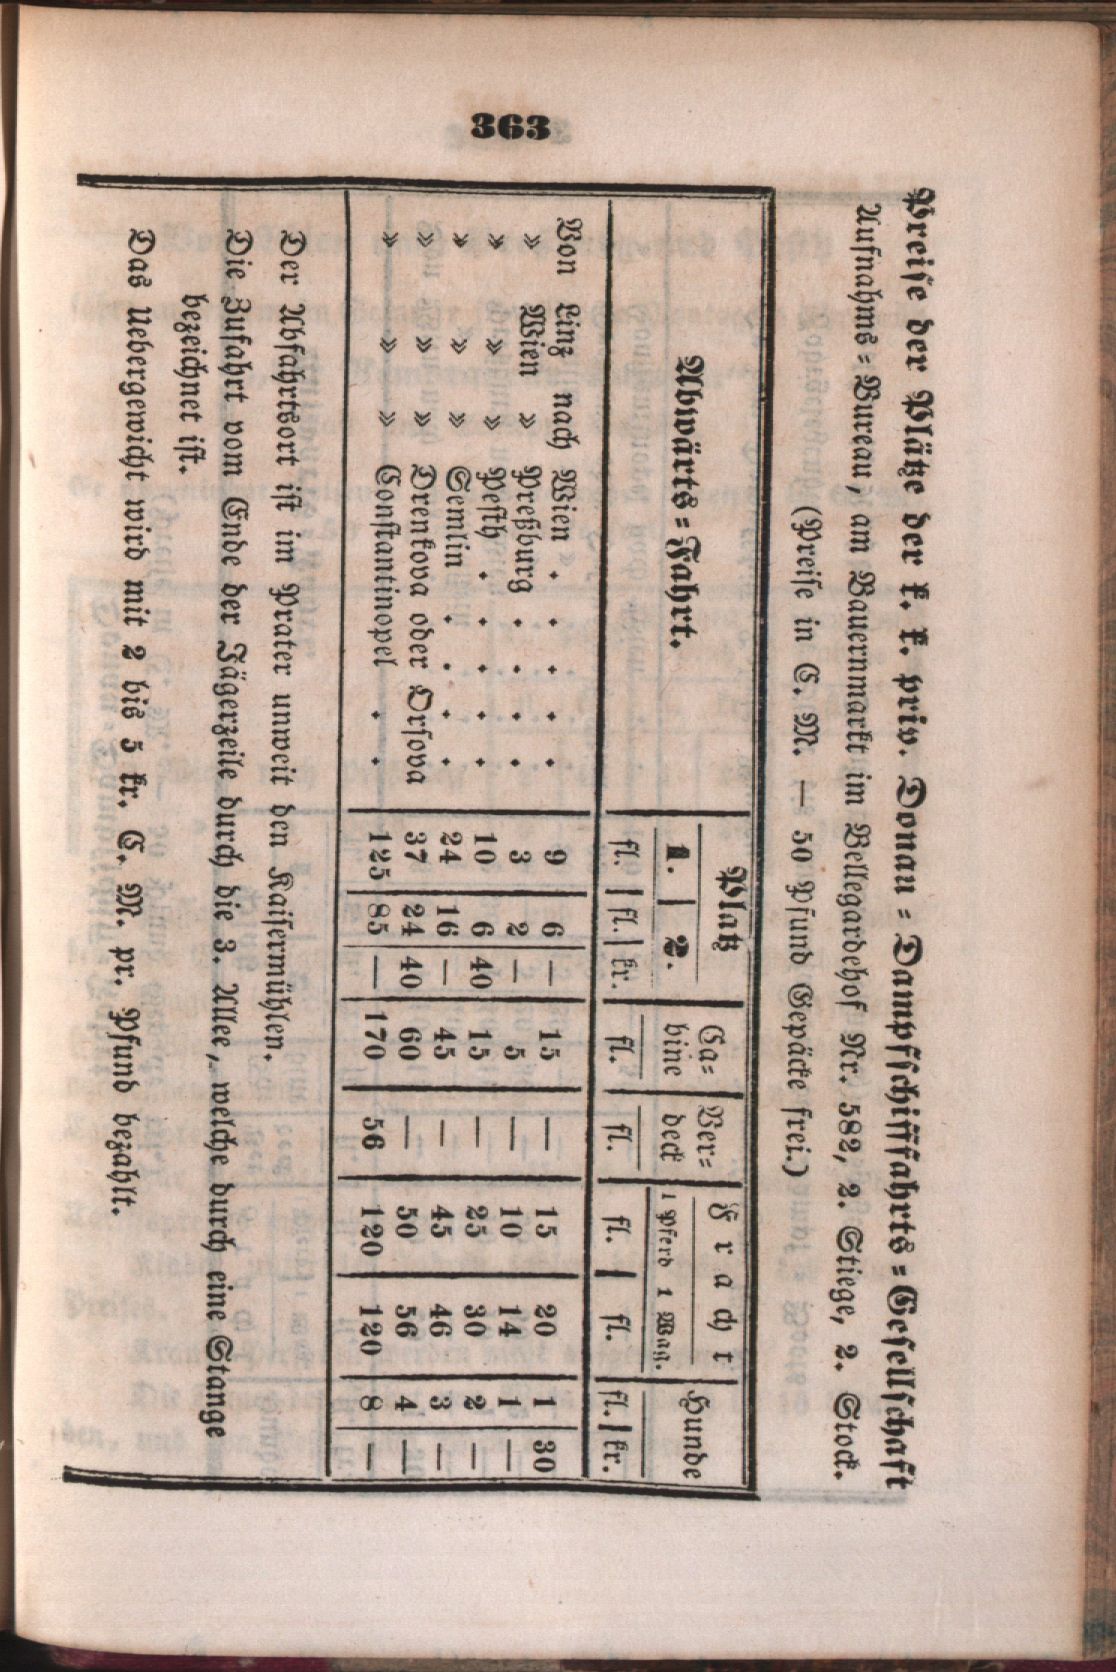 363
Preise der Plätze der k. k. priv. Donau = Dampfschifffahrts = Gesellschaft
Aufnahms = Bureau, am Bauernmarkt im Bellegardehof Nr. 582, 2. Stiege, 2. Stock.
(Preise in C. M. — 50 Pfund Gepäcke frei.)
Abwärts = Fahrt. Platz Ca= Ver= Fracht Hunde
1. | 2. bine deck 1 Pferd 1 Wag.
fl. | fl. | kr. fl. fl. fl. | fl. fl. | kr.
Von Linz nach Wien . . . . 9 6 — 15 — 15 20 1 30
» Wien » Preßburg . . . 3 2 — 5 — 10 14 1 —
» » » Pesth . . . . 10 6 40 15 — 25 30 2 —
» » » Semlin . . . . 24 16 — 45 — 45 46 3 —
» » » Drenkova oder Orsova 37 24 40 60 — 50 56 4 —
» » » Constantinopel . . 125 85 — 170 56 120 120 8 —
Der Abfahrtsort ist im Prater unweit den Kaisermühlen.
Die Zufahrt vom Ende der Jägerzeile durch die 3. Allee, welche durch eine Stange
bezeichnet ist.
Das Uebergewicht wird mit 2 bis 5 kr. C. M. pr. Pfund bezahlt.